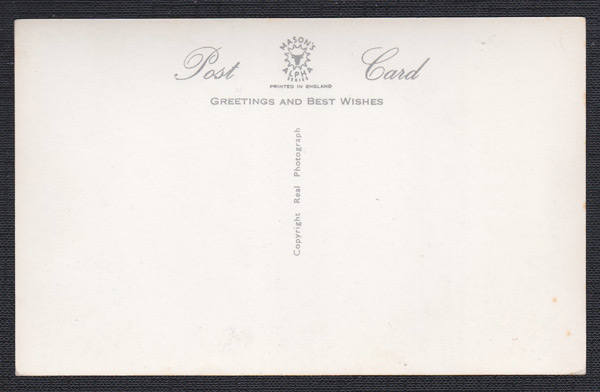 Post Card
MASON'S
ALPHA
SERIES
PRINTED IN ENGLAND
GREETINGS AND BEST WISHES
Copyright Real Photograph